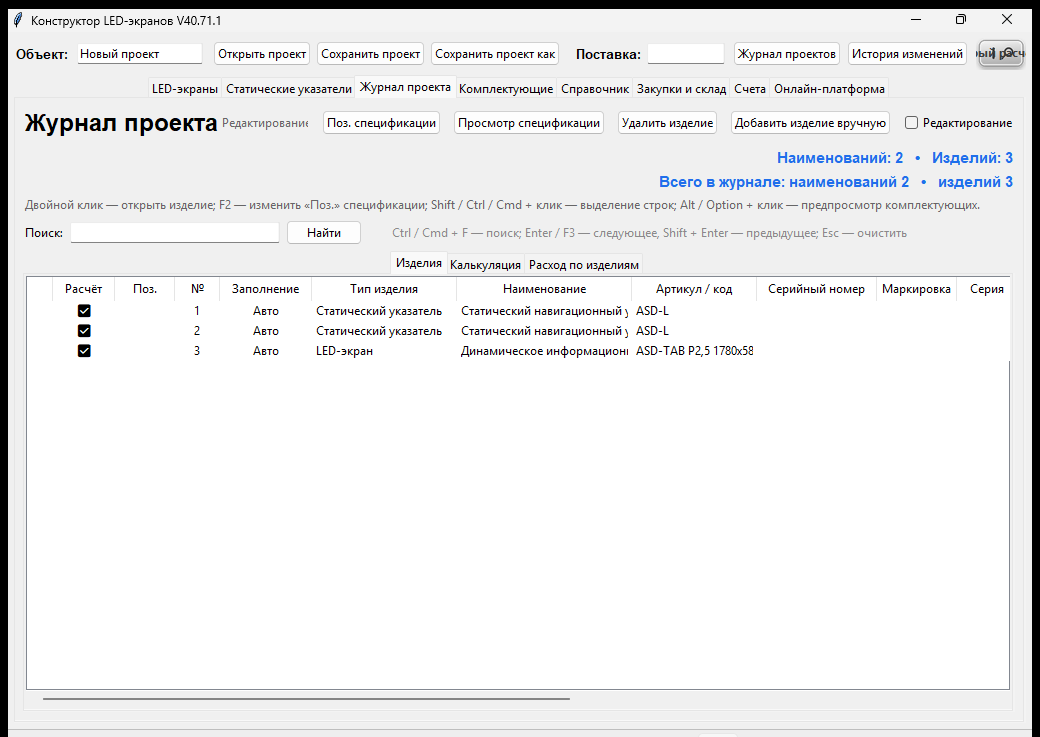 Конструктор LED-экранов V40.71.1
Объект: Новый проект Открыть проект Сохранить проект Сохранить проект как Поставка: Журнал проектов История изменений
LED-экраны Статические указатели Журнал проекта Комплектующие Справочник Закупки и склад Счета Онлайн-платформа
Журнал проекта Редактирование Поз. спецификации Просмотр спецификации Удалить изделие Добавить изделие вручную Редактирование
Наименований: 2 • Изделий: 3
Всего в журнале: наименований 2 • изделий 3
Двойной клик — открыть изделие; F2 — изменить «Поз.» спецификации; Shift / Ctrl / Cmd + клик — выделение строк; Alt / Option + клик — предпросмотр комплектующих.
Поиск: Найти Ctrl / Cmd + F — поиск; Enter / F3 — следующее, Shift + Enter — предыдущее; Esc — очистить
Изделия Калькуляция Расход по изделиям
Расчёт Поз. № Заполнение Тип изделия Наименование Артикул / код Серийный номер Маркировка Серия
1 Авто Статический указатель Статический навигационный ASD-L
2 Авто Статический указатель Статический навигационный ASD-L
3 Авто LED-экран Динамическое информационн ASD-TAB P2,5 1780x58